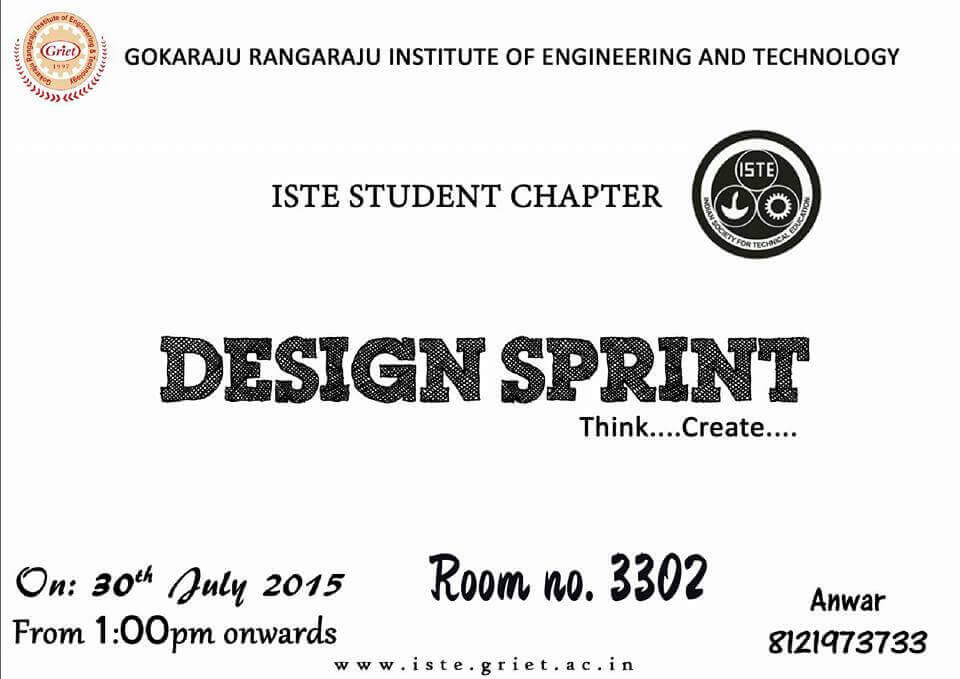 Gokaraju Rangaraju Institute of Engineering & Technology
Griet
1997
GOKARAJU RANGARAJU INSTITUTE OF ENGINEERING AND TECHNOLOGY
ISTE STUDENT CHAPTER
ISTE
INDIAN SOCIETY FOR TECHNICAL EDUCATION
DESIGN SPRINT
Think....Create....
On: 30th July 2015
Room no. 3302
From 1:00pm onwards
Anwar
8121973733
www.iste.griet.ac.in